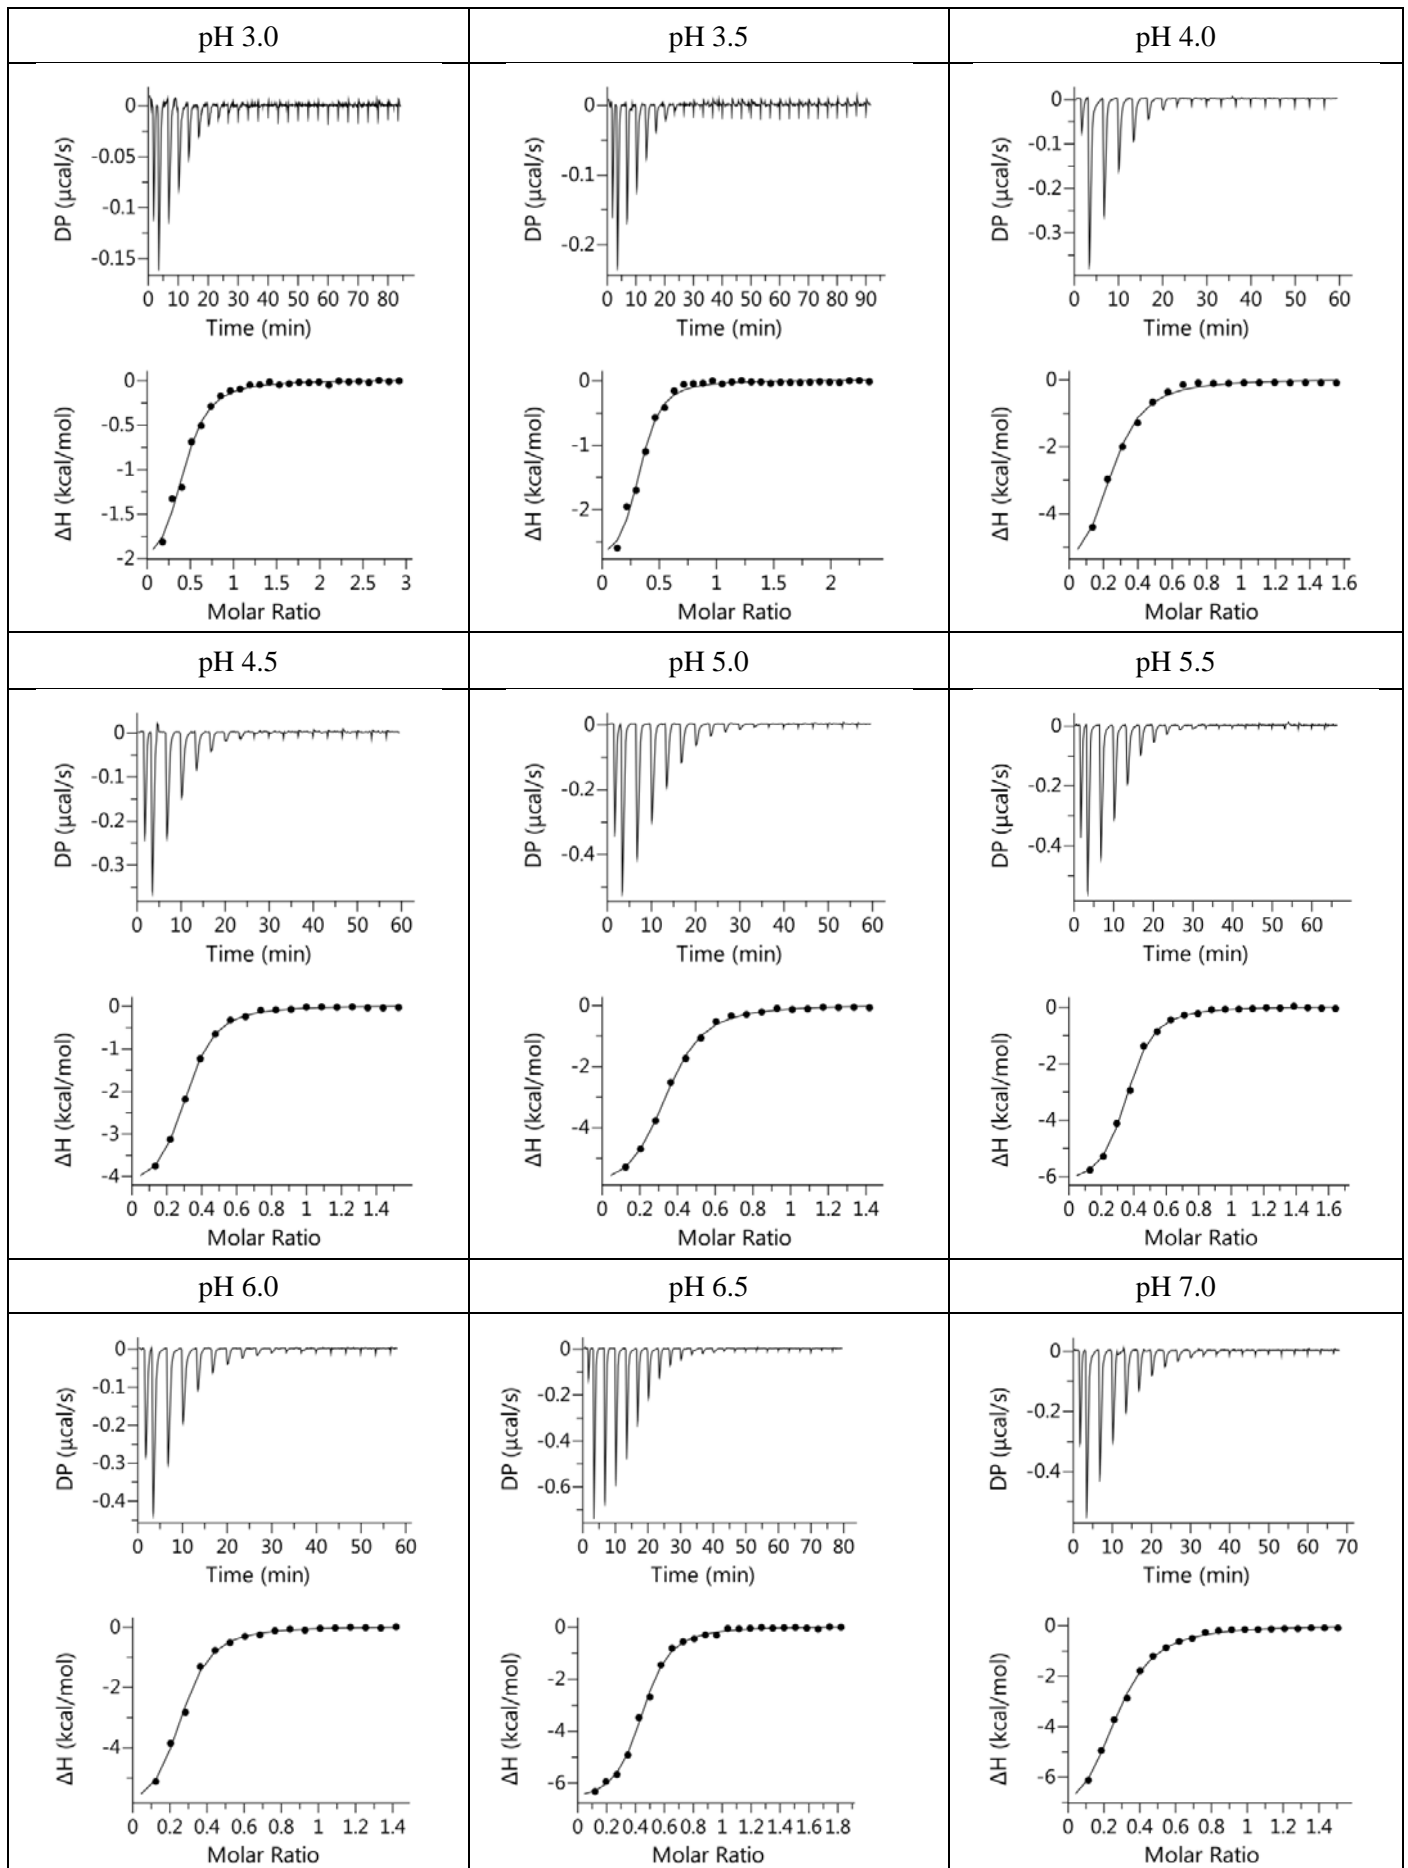 pH 3.0 pH 3.5 pH 4.0
0 0 0
-0.05 -0.1 -0.1
-0.1 -0.2 -0.2
-0.15 -0.3
DP (µcal/s) DP (µcal/s) DP (µcal/s)
0 10 20 30 40 50 60 70 80 0 10 20 30 40 50 60 70 80 90 0 10 20 30 40 50 60
Time (min) Time (min) Time (min)
0 0 0
-0.5 -1 -2
-1 -2 -4
-1.5
-2
ΔH (kcal/mol) ΔH (kcal/mol) ΔH (kcal/mol)
0 0.5 1 1.5 2 2.5 3 0 0.5 1 1.5 2 0 0.2 0.4 0.6 0.8 1 1.2 1.4 1.6
Molar Ratio Molar Ratio Molar Ratio
pH 4.5 pH 5.0 pH 5.5
0 0 0
-0.1 -0.2 -0.2
-0.2 -0.4 -0.4
-0.3
DP (µcal/s) DP (µcal/s) DP (µcal/s)
0 10 20 30 40 50 60 0 10 20 30 40 50 60 0 10 20 30 40 50 60
Time (min) Time (min) Time (min)
0 0 0
-1 -2 -2
-2 -4 -4
-3 -6
-4
ΔH (kcal/mol) ΔH (kcal/mol) ΔH (kcal/mol)
0 0.2 0.4 0.6 0.8 1 1.2 1.4 0 0.2 0.4 0.6 0.8 1 1.2 1.4 0 0.2 0.4 0.6 0.8 1 1.2 1.4 1.6
Molar Ratio Molar Ratio Molar Ratio
pH 6.0 pH 6.5 pH 7.0
0 0 0
-0.1 -0.2 -0.2
-0.2 -0.4 -0.4
-0.3 -0.6
-0.4
DP (µcal/s) DP (µcal/s) DP (µcal/s)
0 10 20 30 40 50 60 0 10 20 30 40 50 60 70 80 0 10 20 30 40 50 60 70
Time (min) Time (min) Time (min)
0 0 0
-2 -2 -2
-4 -4 -4
-6 -6
ΔH (kcal/mol) ΔH (kcal/mol) ΔH (kcal/mol)
0 0.2 0.4 0.6 0.8 1 1.2 1.4 0 0.2 0.4 0.6 0.8 1 1.2 1.4 1.6 1.8 0 0.2 0.4 0.6 0.8 1 1.2 1.4
Molar Ratio Molar Ratio Molar Ratio